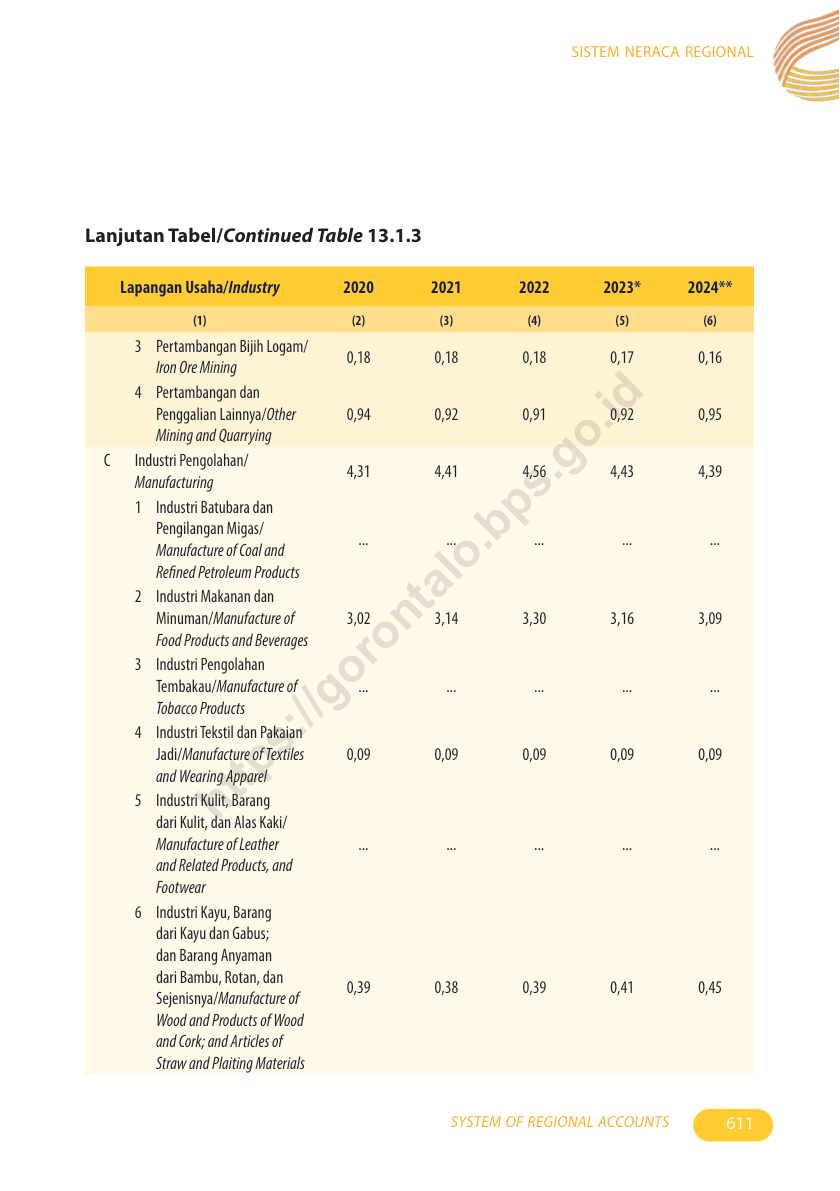 SISTEM NERACA REGIONAL
Lanjutan Tabel/Continued Table 13.1.3
Lapangan Usaha/Industry 2020 2021 2022 2023* 2024**
(1) (2) (3) (4) (5) (6)
3 Pertambangan Bijih Logam/
Iron Ore Mining
0,18 0,18 0,18 0,17 0,16
4 Pertambangan dan
Penggalian Lainnya/Other
Mining and Quarrying
0,94 0,92 0,91 0,92 0,95
C Industri Pengolahan/
Manufacturing
4,31 4,41 4,56 4,43 4,39
1 Industri Batubara dan
Pengilangan Migas/
Manufacture of Coal and
Refined Petroleum Products
... ... ... ... ...
2 Industri Makanan dan
Minuman/Manufacture of
Food Products and Beverages
3,02 3,14 3,30 3,16 3,09
3 Industri Pengolahan
Tembakau/Manufacture of
Tobacco Products
... ... ... ... ...
4 Industri Tekstil dan Pakaian
Jadi/Manufacture of Textiles
and Wearing Apparel
0,09 0,09 0,09 0,09 0,09
5 Industri Kulit, Barang
dari Kulit, dan Alas Kaki/
Manufacture of Leather
and Related Products, and
Footwear
... ... ... ... ...
6 Industri Kayu, Barang
dari Kayu dan Gabus;
dan Barang Anyaman
dari Bambu, Rotan, dan
Sejenisnya/Manufacture of
Wood and Products of Wood
and Cork; and Articles of
Straw and Plaiting Materials
0,39 0,38 0,39 0,41 0,45
https://gorontalo.bps.go.id
SYSTEM OF REGIONAL ACCOUNTS 611